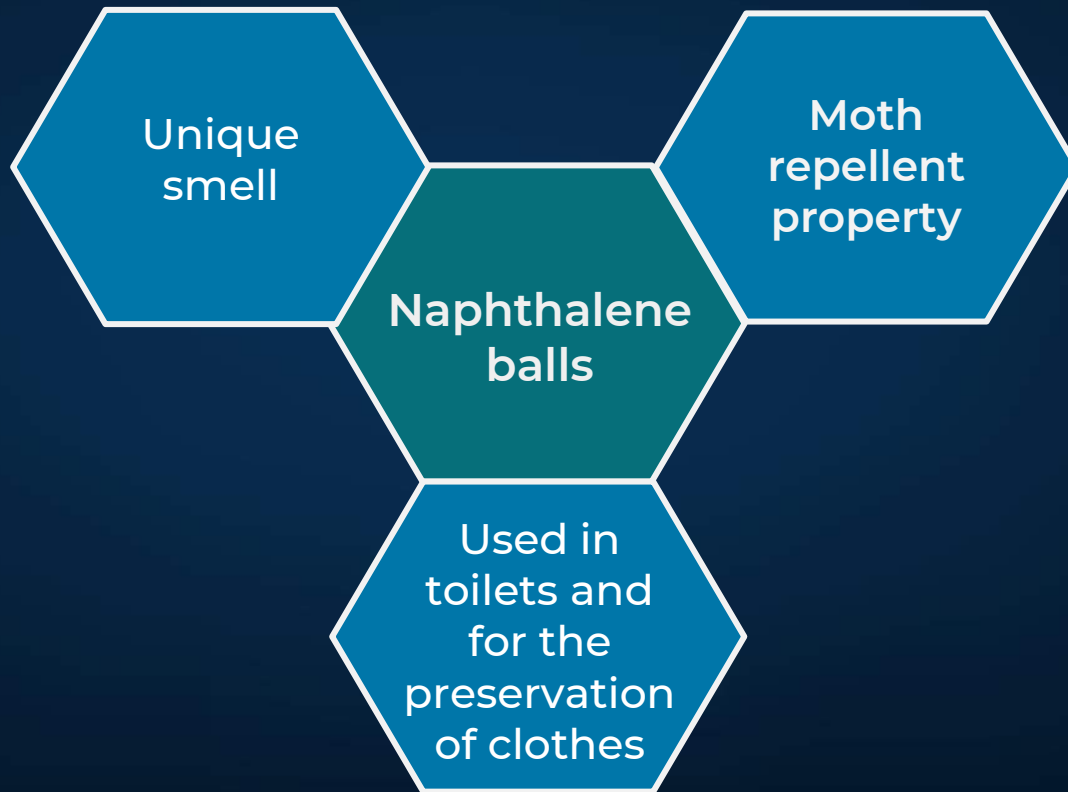 Unique
smell
Moth
repellent
property
Naphthalene
balls
Used in
toilets and
for the
preservation
of clothes